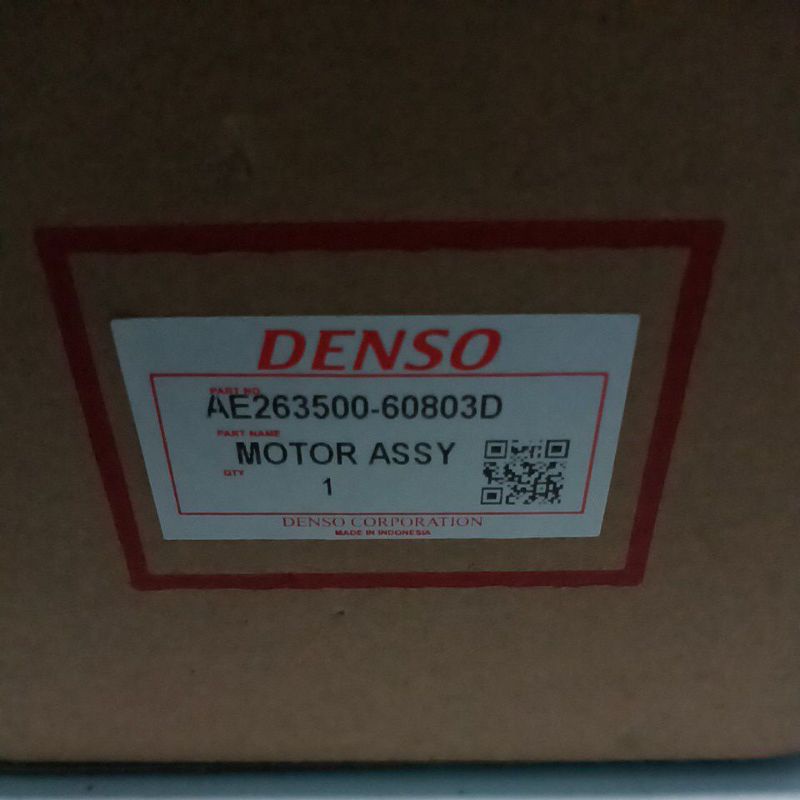 DENSO
PART NO.
AE263500-60803D
PART NAME
MOTOR ASSY
QTY
1
DENSO CORPORATION
MADE IN INDONESIA